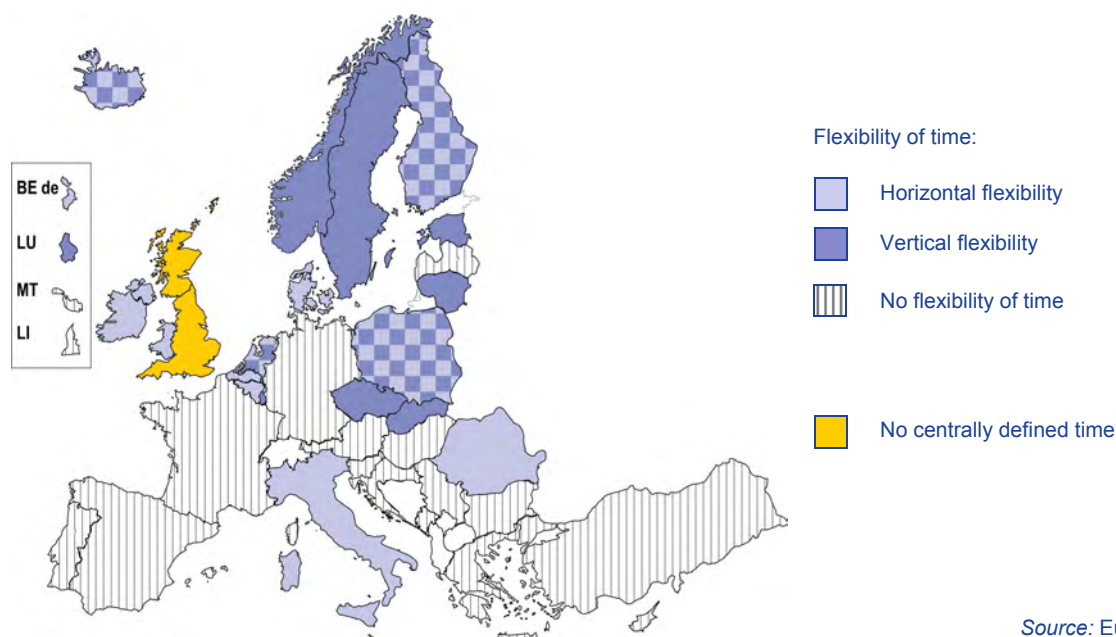 BE de
LU
MT
LI
Flexibility of time:
Horizontal flexibility
Vertical flexibility
No flexibility of time
No centrally defined time
Source: